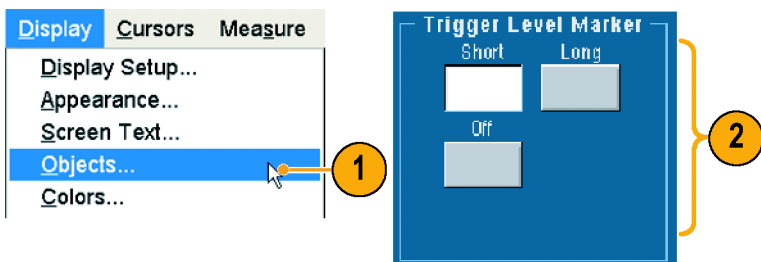 Display Cursors Measure
Display Setup...
Appearance...
Screen Text...
Objects...
Colors...
1
Trigger Level Marker
Short Long
Off
2